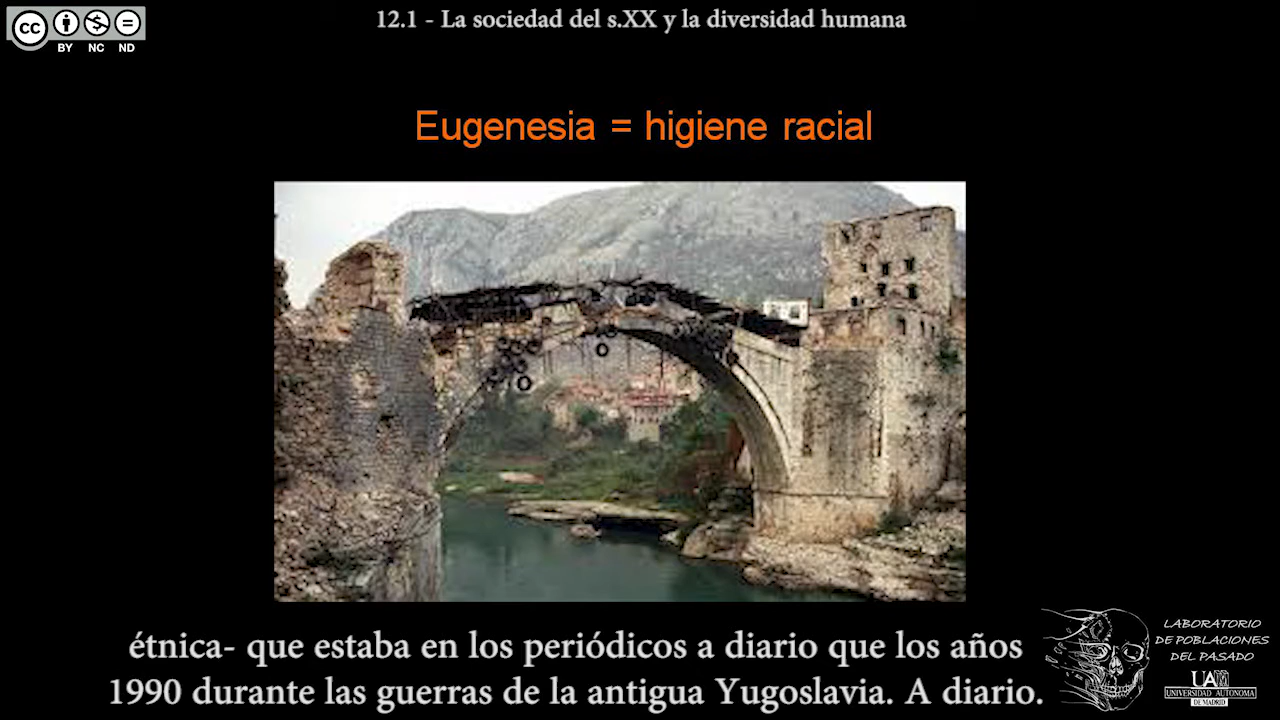 12.1 - La sociedad del s.XX y la diversidad humana
cc
BY NC ND
Eugenesia = higiene racial
étnica- que estaba en los periódicos a diario que los años
1990 durante las guerras de la antigua Yugoslavia. A diario.
LABORATORIO
DE POBLACIONES
DEL PASADO
UAM
UNIVERSIDAD AUTONOMA
DE MADRID